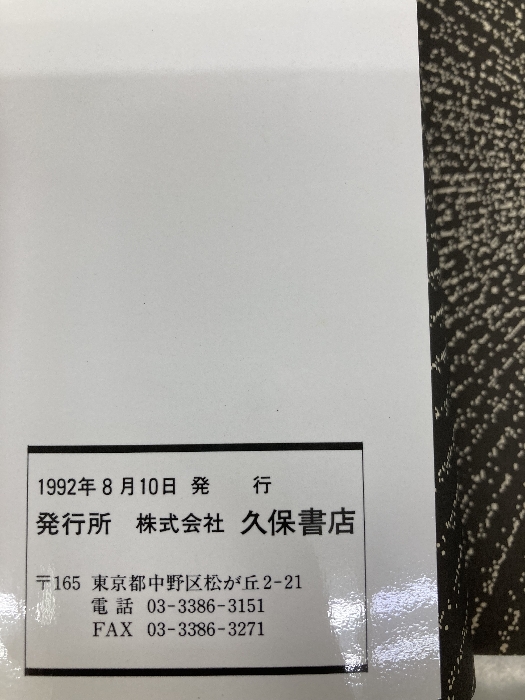 1992年8月10日 発 行
発行所 株式会社 久保書店
〒165 東京都中野区松が丘2-21
電 話 03-3386-3151
FAX 03-3386-3271